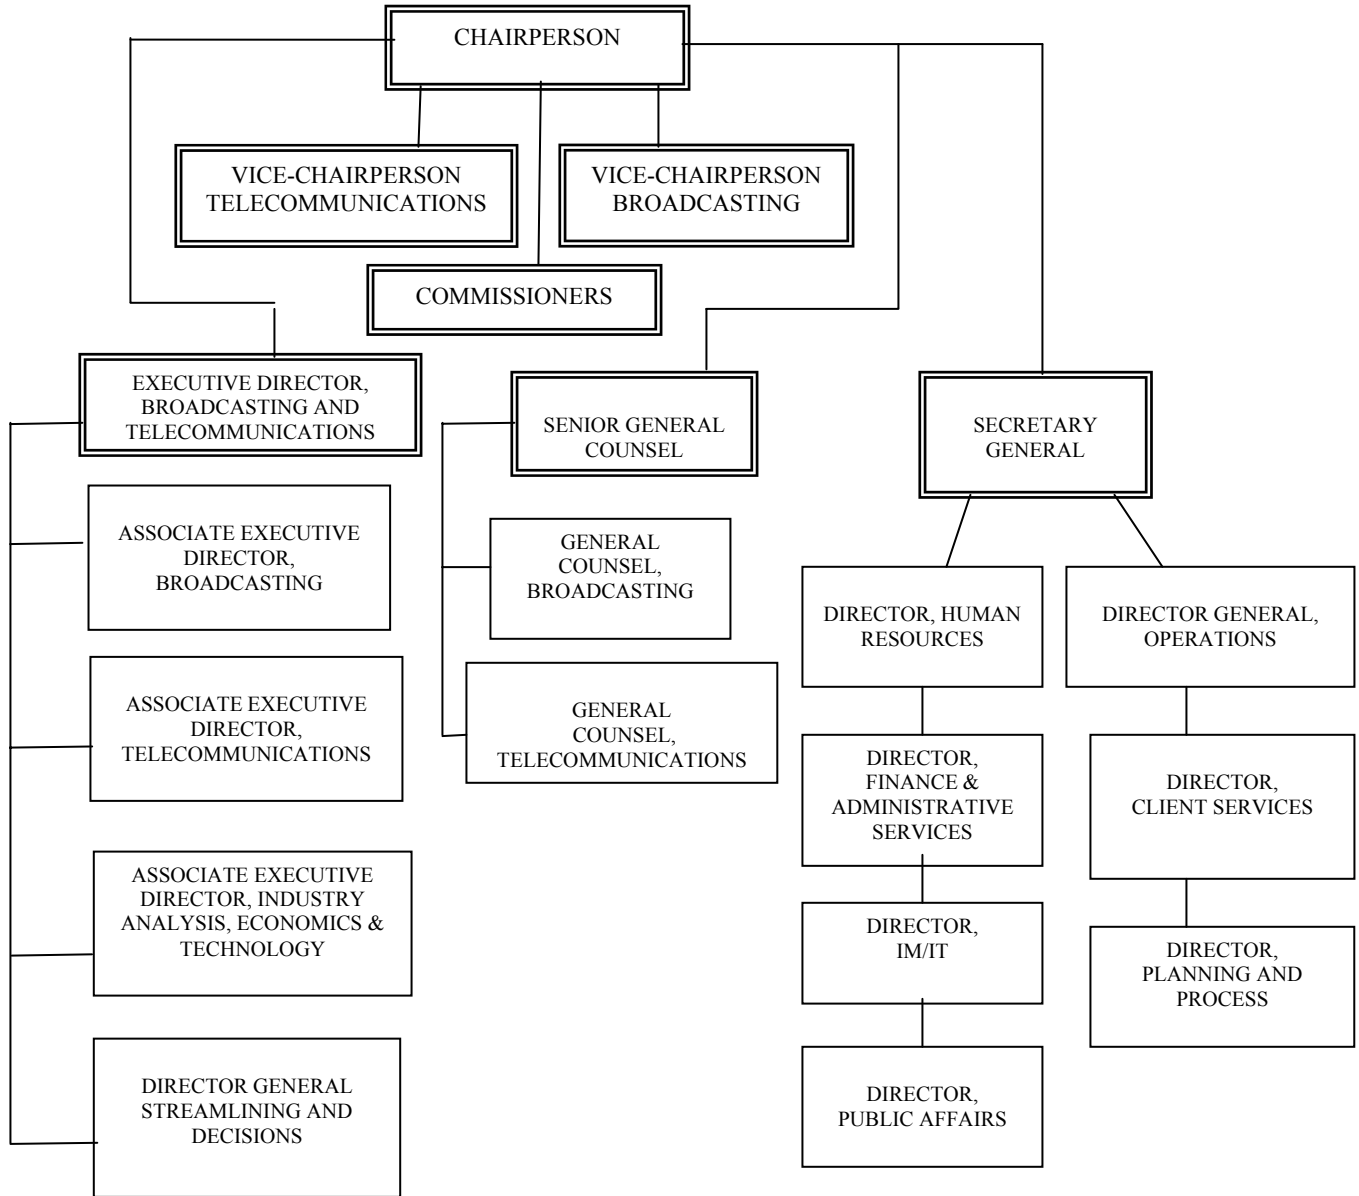 CHAIRPERSON
VICE-CHAIRPERSON
TELECOMMUNICATIONS
VICE-CHAIRPERSON
BROADCASTING
COMMISSIONERS
EXECUTIVE DIRECTOR,
BROADCASTING AND
TELECOMMUNICATIONS
SENIOR GENERAL
COUNSEL
SECRETARY
GENERAL
ASSOCIATE EXECUTIVE
DIRECTOR,
BROADCASTING
ASSOCIATE EXECUTIVE
DIRECTOR,
TELECOMMUNICATIONS
ASSOCIATE EXECUTIVE
DIRECTOR, INDUSTRY
ANALYSIS, ECONOMICS &
TECHNOLOGY
DIRECTOR GENERAL
STREAMLINING AND
DECISIONS
GENERAL
COUNSEL,
BROADCASTING
GENERAL
COUNSEL,
TELECOMMUNICATIONS
DIRECTOR, HUMAN
RESOURCES
DIRECTOR,
FINANCE &
ADMINISTRATIVE
SERVICES
DIRECTOR,
IM/IT
DIRECTOR,
PUBLIC AFFAIRS
DIRECTOR GENERAL,
OPERATIONS
DIRECTOR,
CLIENT SERVICES
DIRECTOR,
PLANNING AND
PROCESS